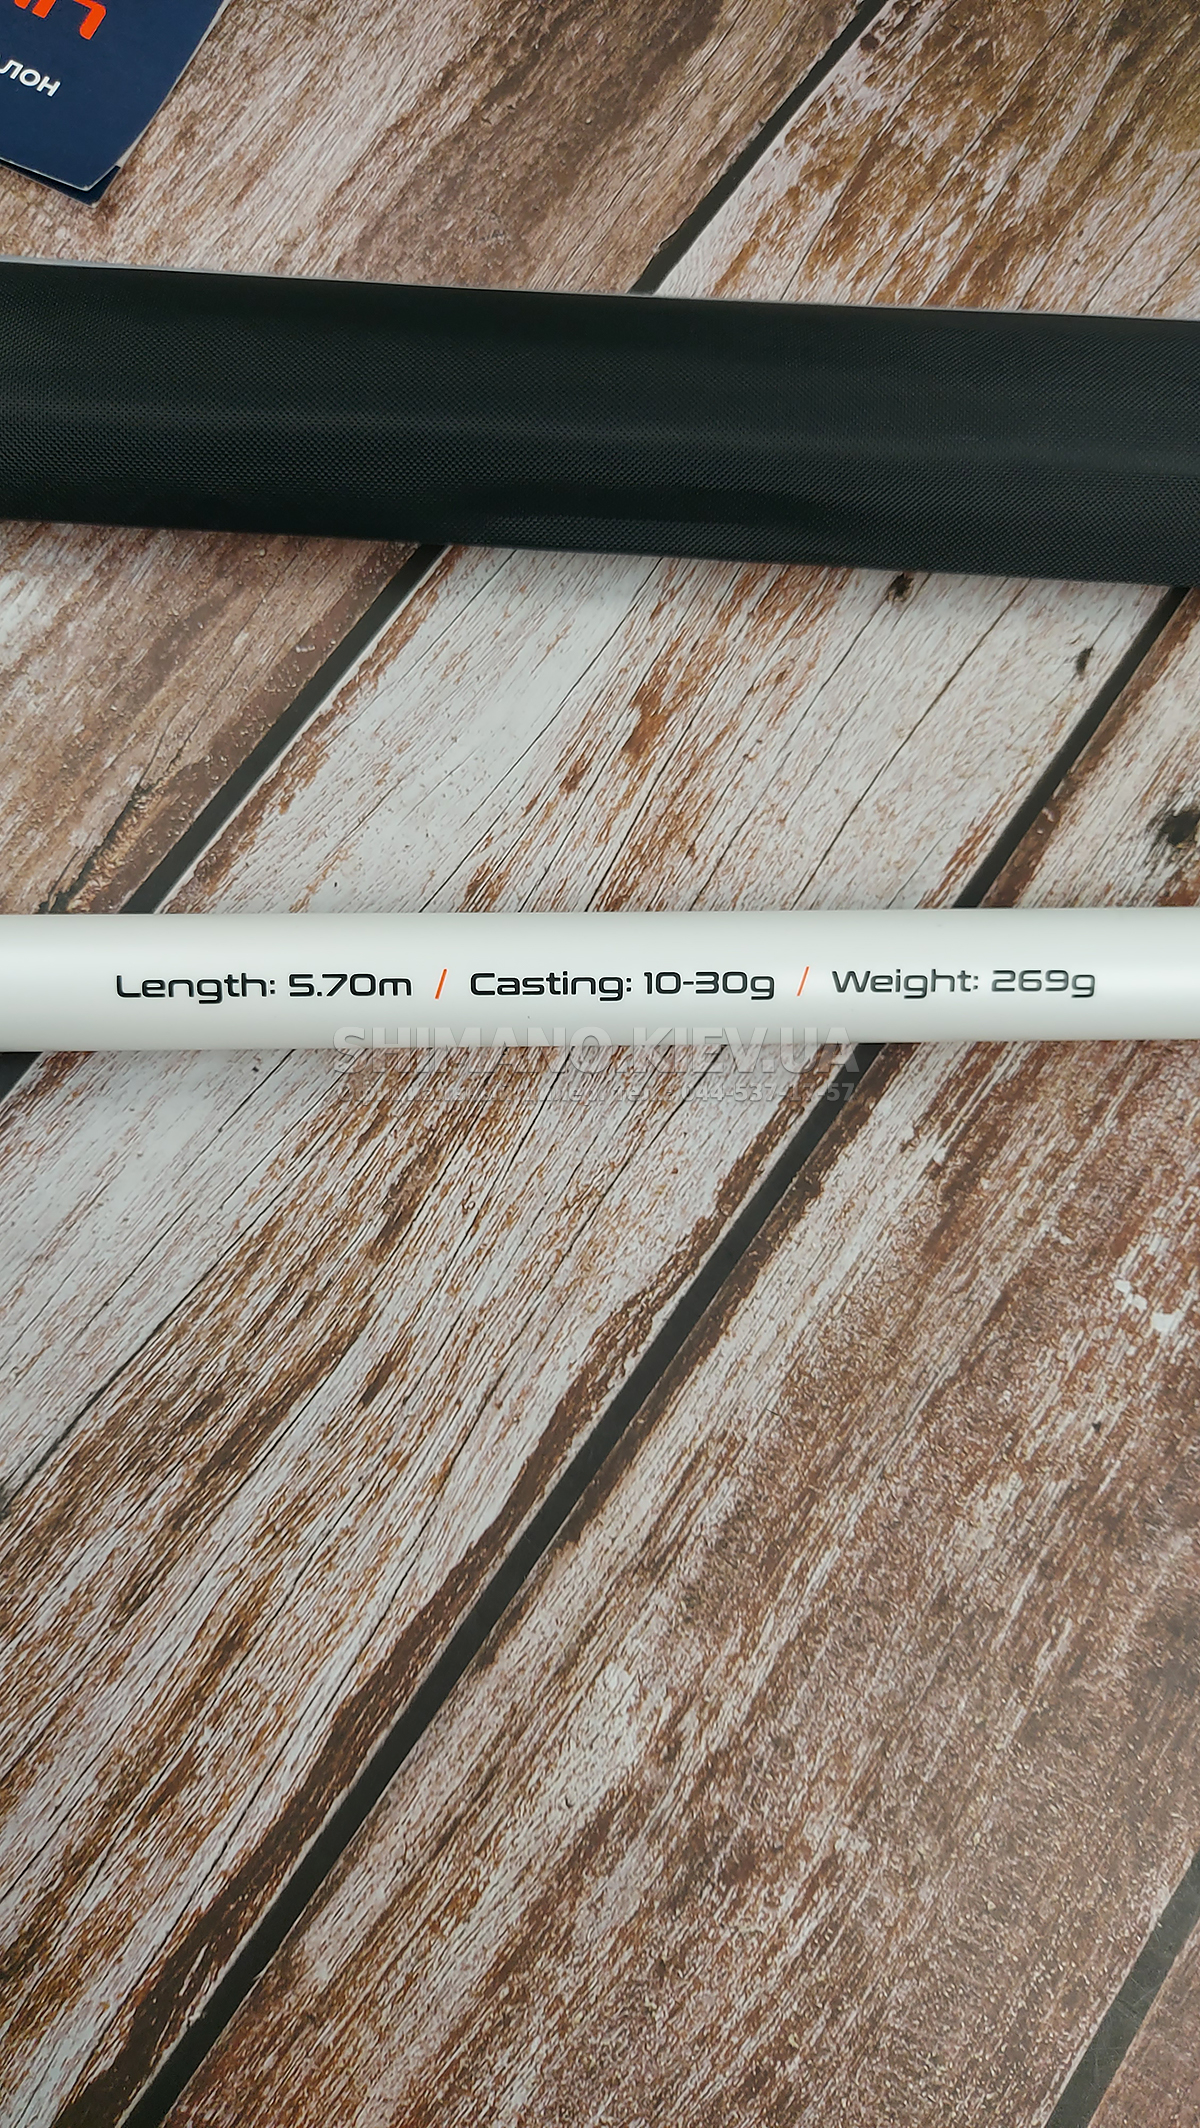 лон
Length: 5.70m / Casting: 10-30g / Weight: 269g
SHIMANO.KIEV.UA